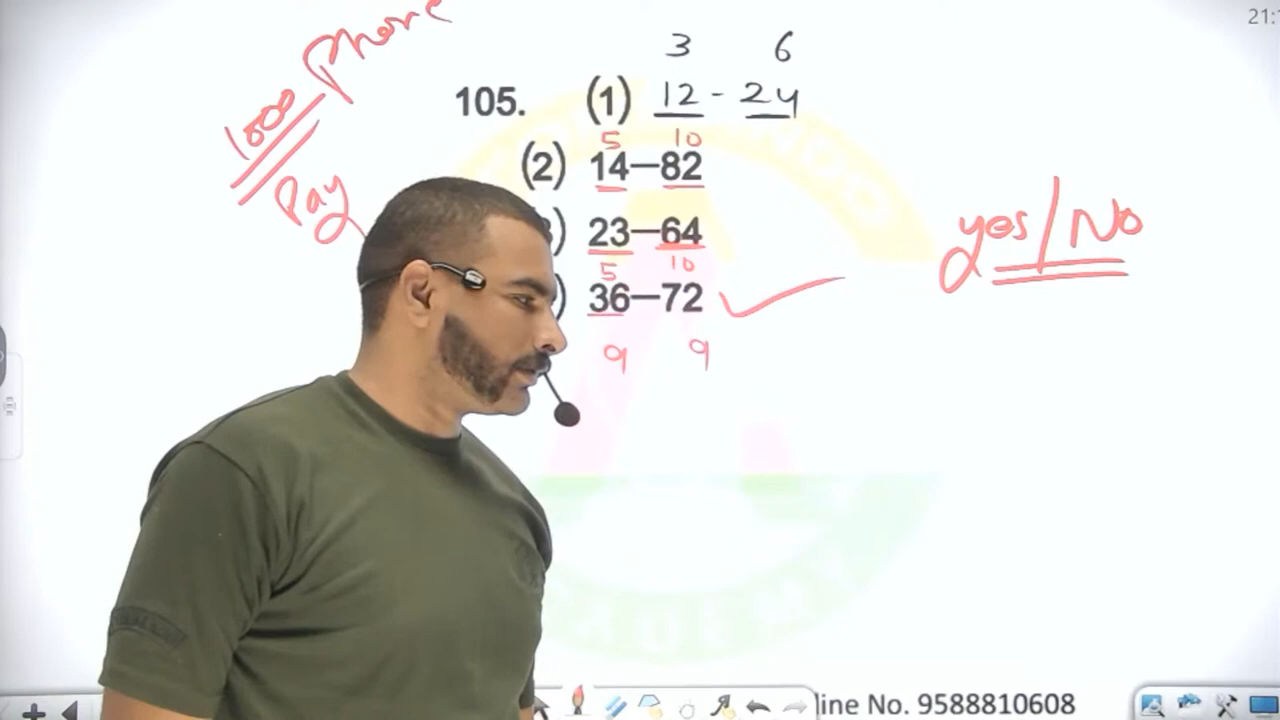 21:
1000 Phone
Pay
3 6
105. (1) 12 - 24
5 10
(2) 14—82
) 23—64
5 10
) 36—72
9 9
yes/No
line No. 9588810608